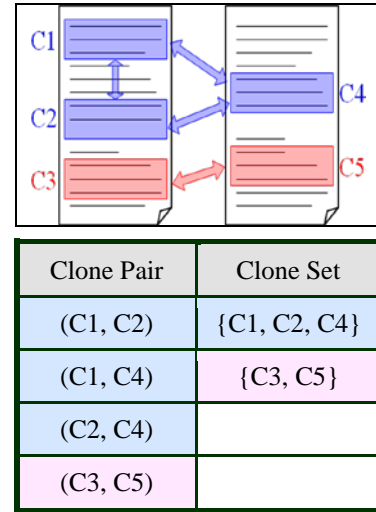 C1
C4
C2
C3
C5
Clone Pair Clone Set
(C1, C2) {C1, C2, C4}
(C1, C4) {C3, C5}
(C2, C4)
(C3, C5)